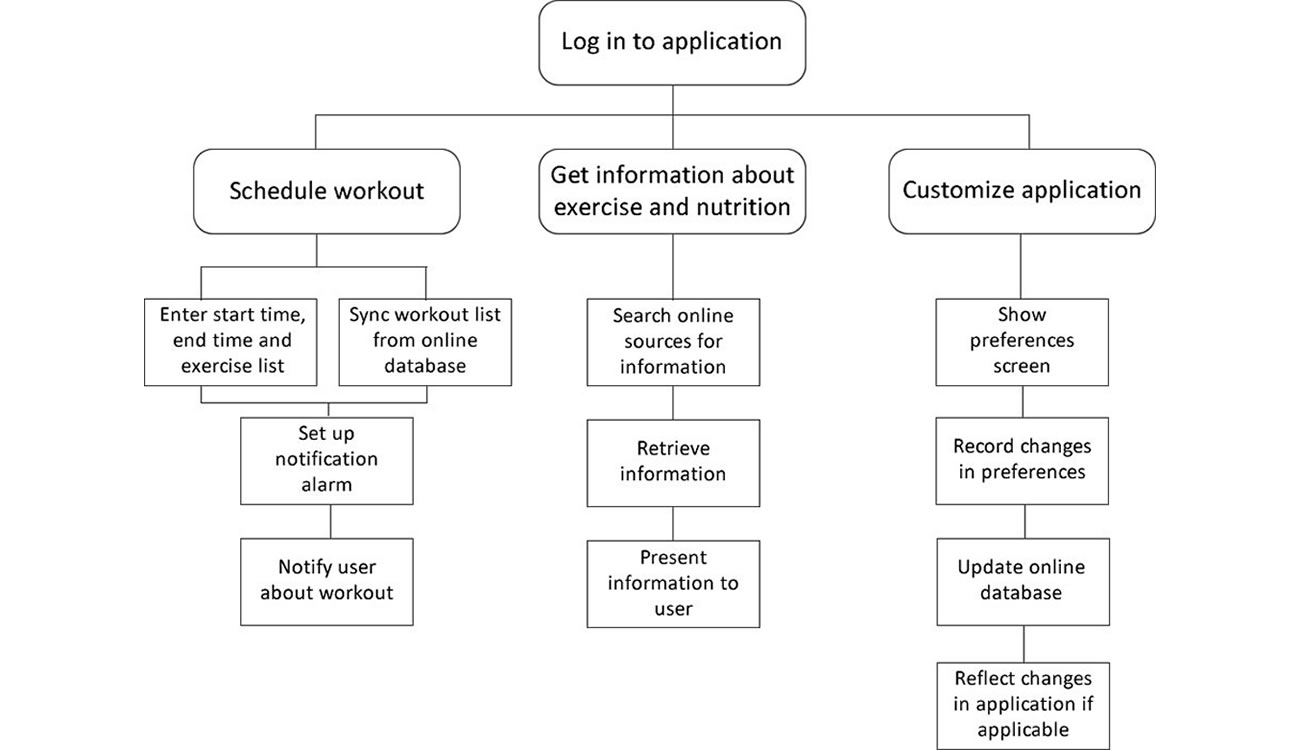 Log in to application
Schedule workout
Get information about
exercise and nutrition
Customize application
Enter start time,
end time and
exercise list
Sync workout list
from online
database
Search online
sources for
information
Show
preferences
screen
Set up
notification
alarm
Retrieve
information
Record changes
in preferences
Notify user
about workout
Present
information to
user
Update online
database
Reflect changes
in application if
applicable